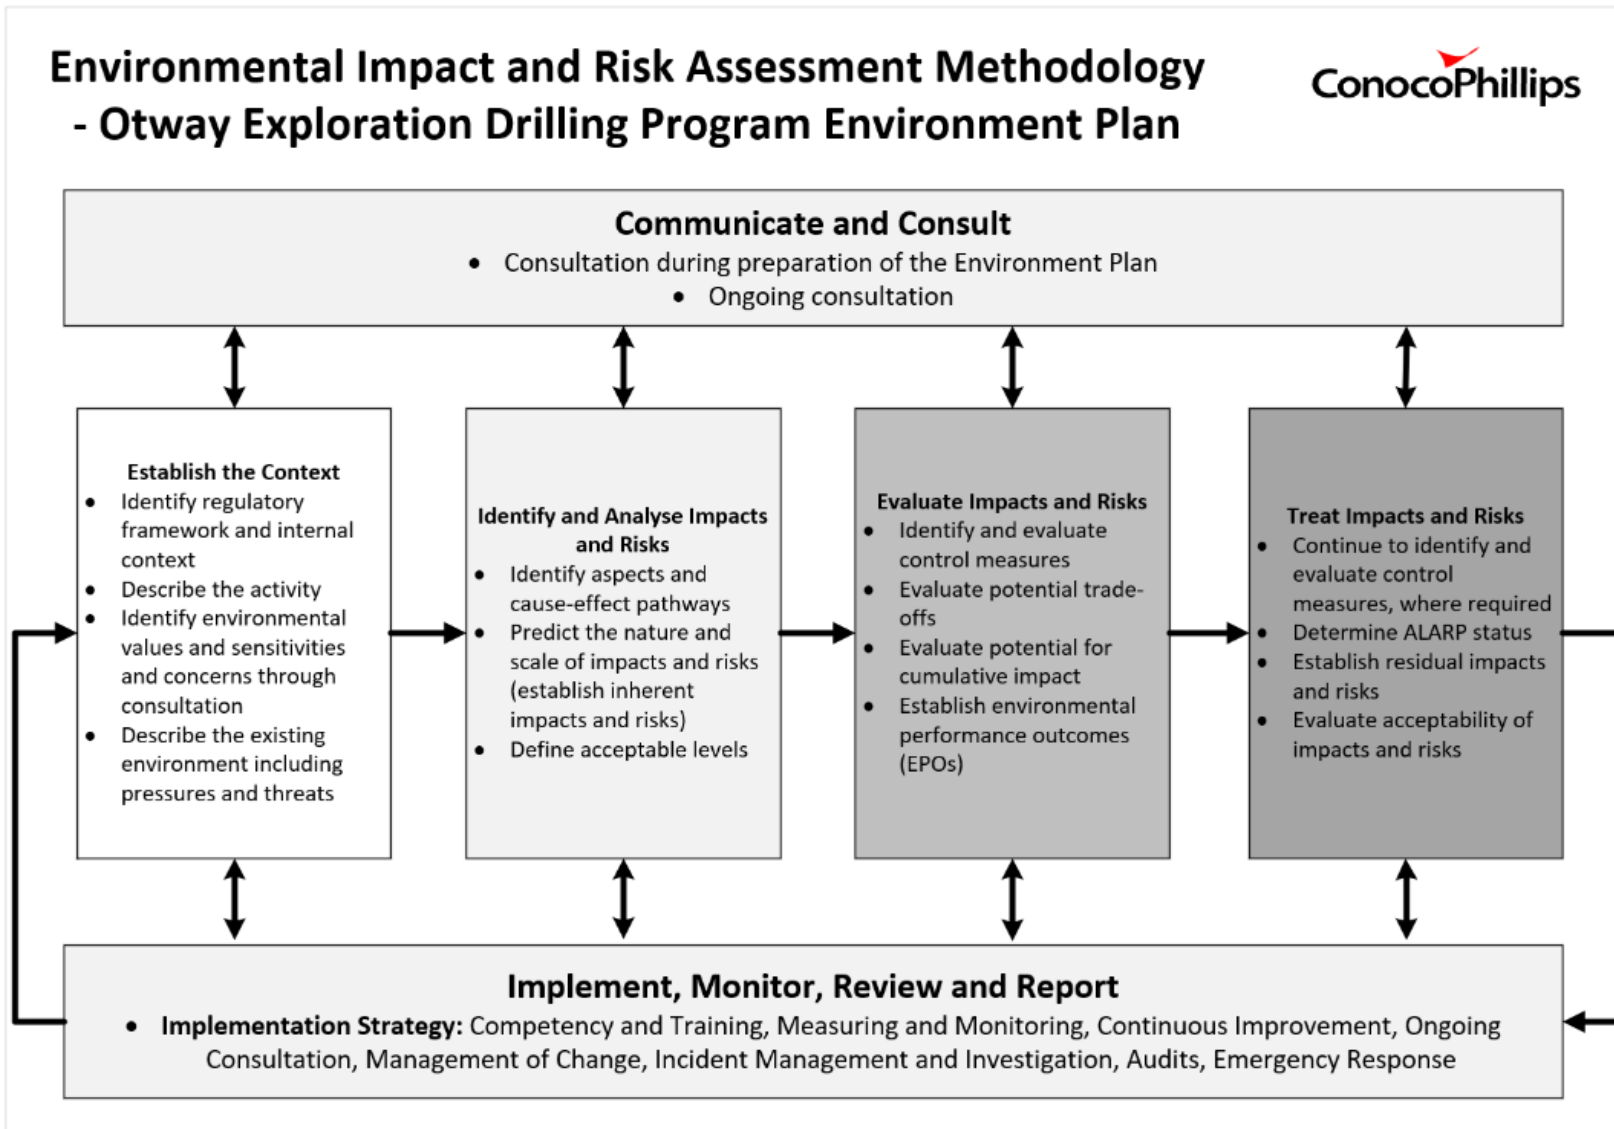 Environmental Impact and Risk Assessment Methodology
- Otway Exploration Drilling Program Environment Plan
ConocoPhillips
Communicate and Consult
• Consultation during preparation of the Environment Plan
• Ongoing consultation
Establish the Context
• Identify regulatory
framework and internal
context
• Describe the activity
• Identify environmental
values and sensitivities
and concerns through
consultation
• Describe the existing
environment including
pressures and threats
Identify and Analyse Impacts
and Risks
• Identify aspects and
cause-effect pathways
• Predict the nature and
scale of impacts and risks
(establish inherent
impacts and risks)
• Define acceptable levels
Evaluate Impacts and Risks
• Identify and evaluate
control measures
• Evaluate potential trade-
offs
• Evaluate potential for
cumulative impact
• Establish environmental
performance outcomes
(EPOs)
Treat Impacts and Risks
• Continue to identify and
evaluate control
measures, where required
• Determine ALARP status
• Establish residual impacts
and risks
• Evaluate acceptability of
impacts and risks
Implement, Monitor, Review and Report
• Implementation Strategy: Competency and Training, Measuring and Monitoring, Continuous Improvement, Ongoing
Consultation, Management of Change, Incident Management and Investigation, Audits, Emergency Response